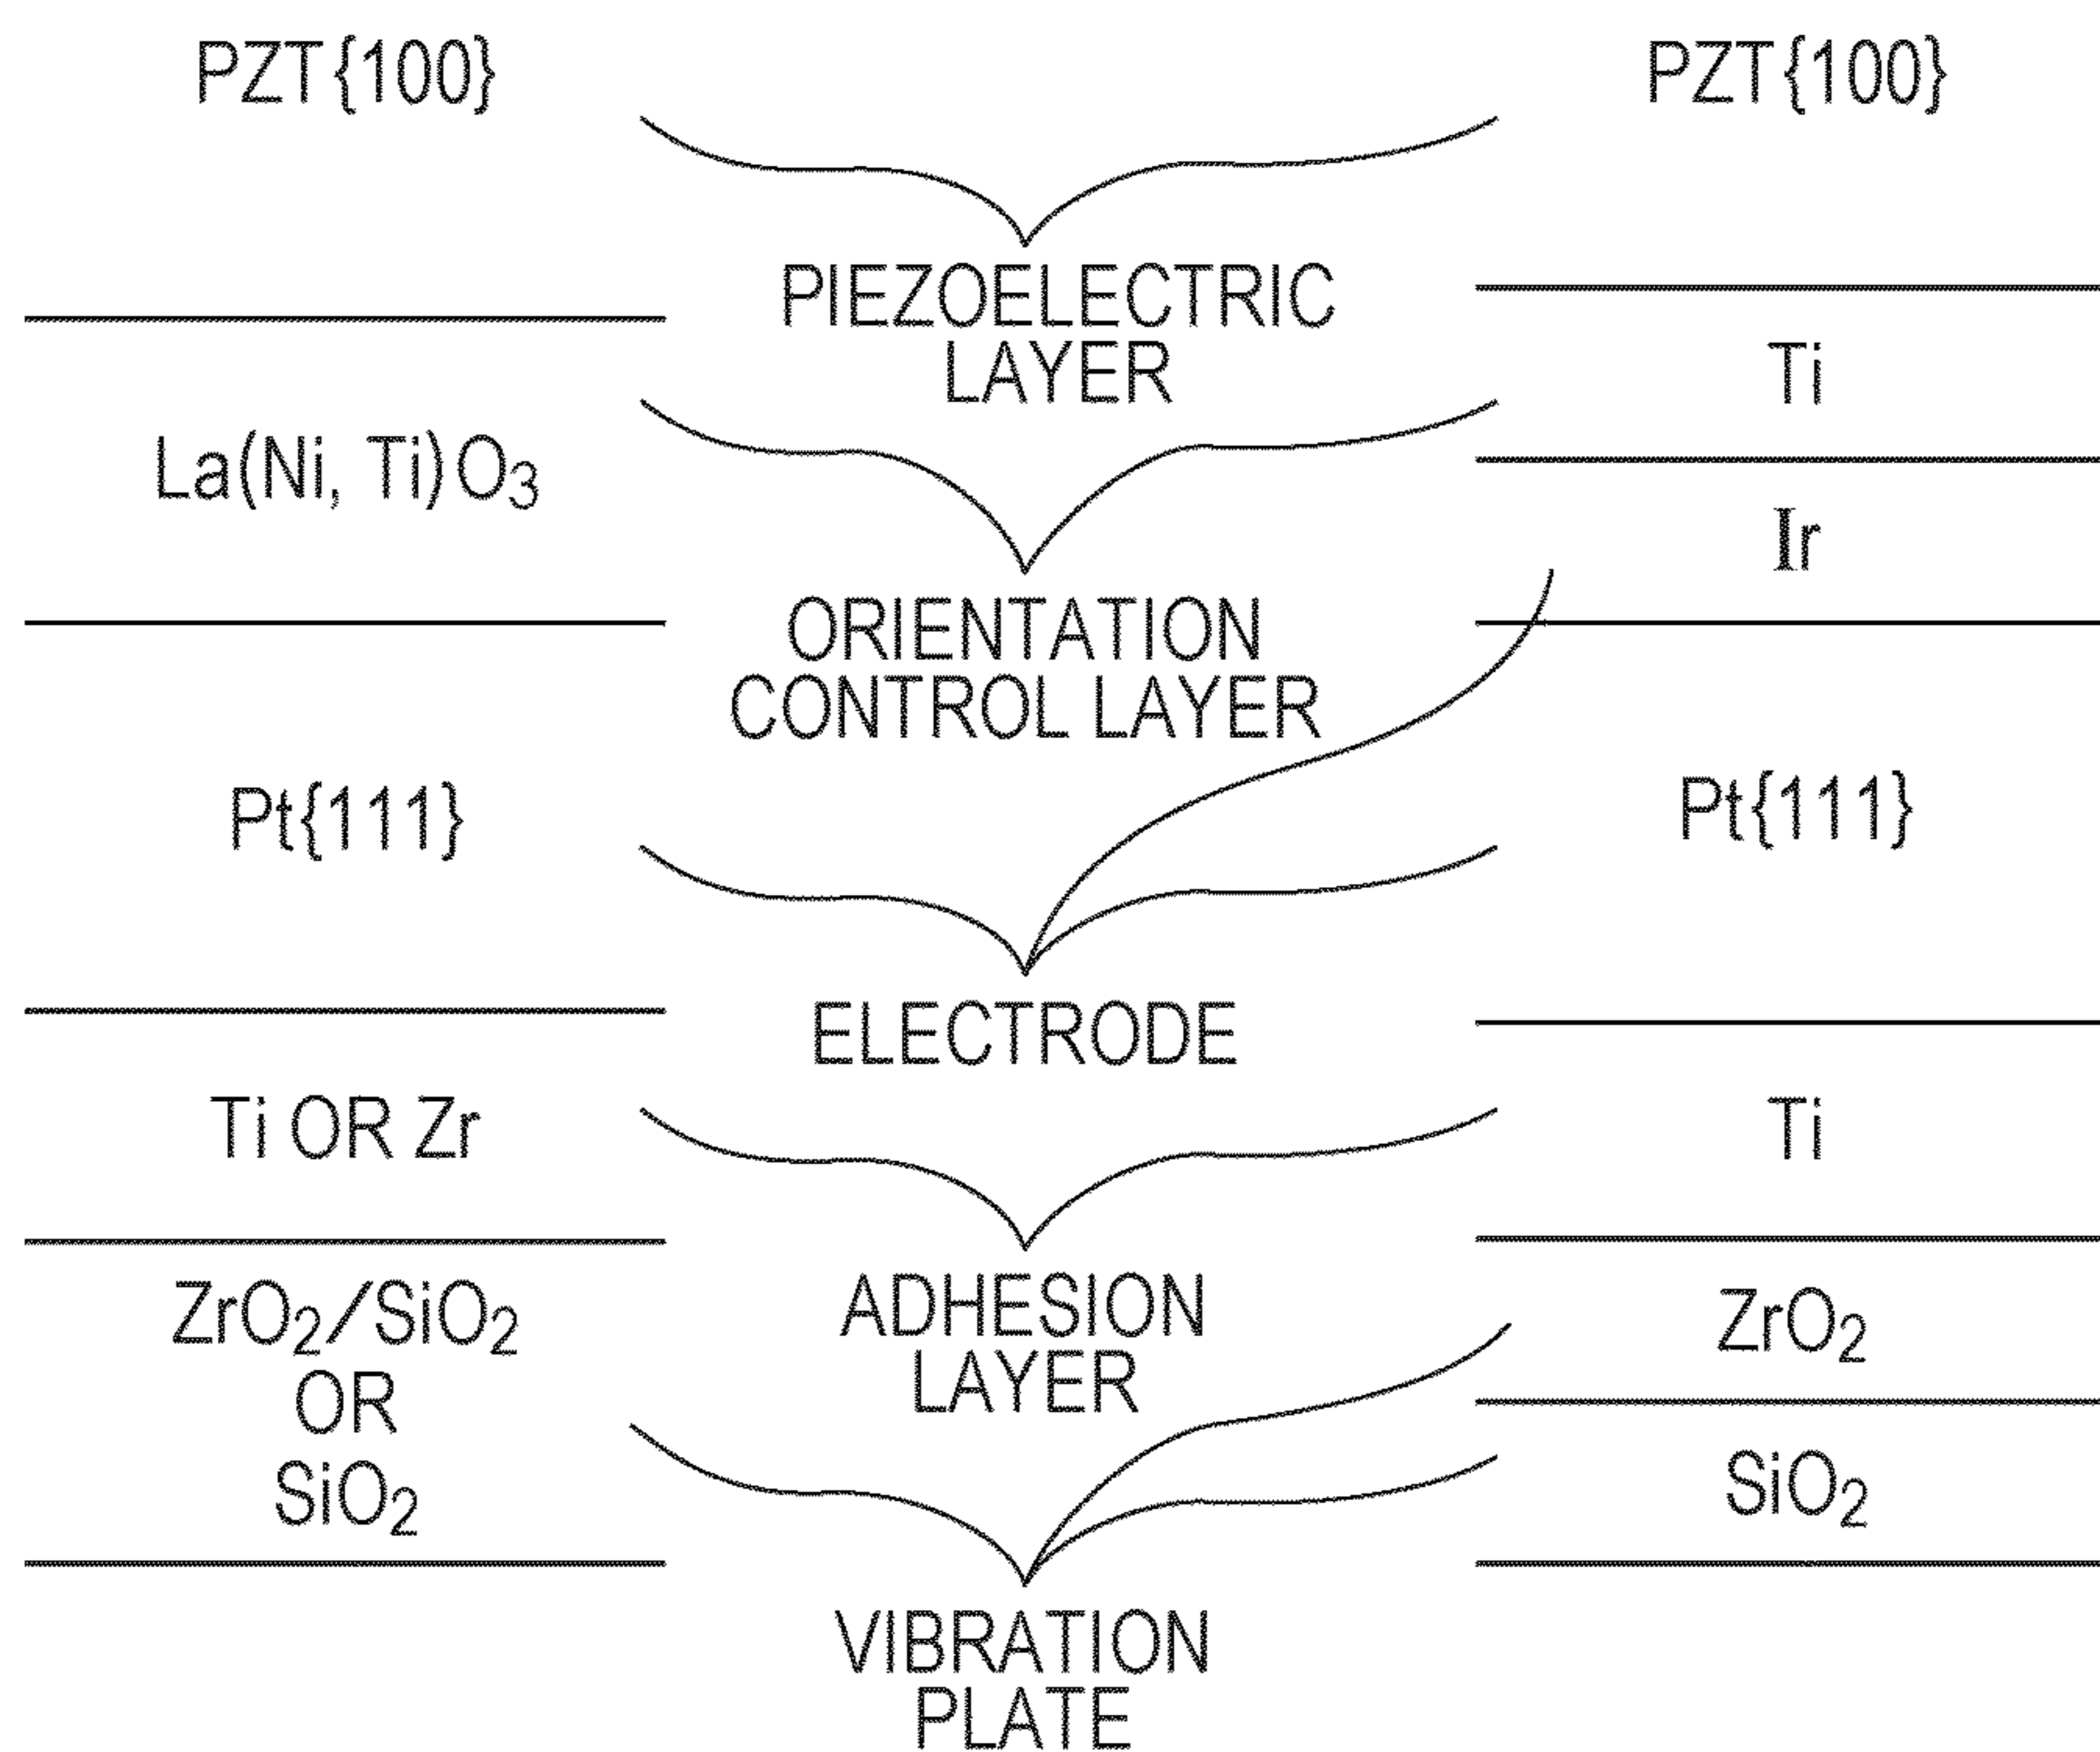 PZT{100}
PZT{100}
PIEZOELECTRIC
LAYER
Ti
La(Ni, Ti)O₃
Ir
ORIENTATION
CONTROL LAYER
Pt{111}
Pt{111}
ELECTRODE
Ti OR Zr
Ti
ZrO₂/SiO₂
OR
SiO₂
ADHESION
LAYER
ZrO₂
SiO₂
VIBRATION
PLATE